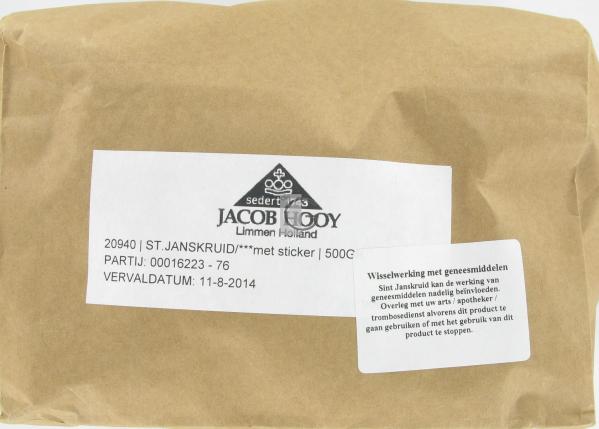 sedert 1743
JACOB HOOY
Limmen Holland
20940 | ST.JANSKRUID/***met sticker | 500G
PARTIJ: 00016223 - 76
VERVALDATUM: 11-8-2014
Wisselwerking met geneesmiddelen
Sint Janskruid kan de werking van
geneesmiddelen nadelig beïnvloeden.
Overleg met uw arts / apotheker /
trombosedienst alvorens dit product te
gaan gebruiken of met het gebruik van dit
product te stoppen.